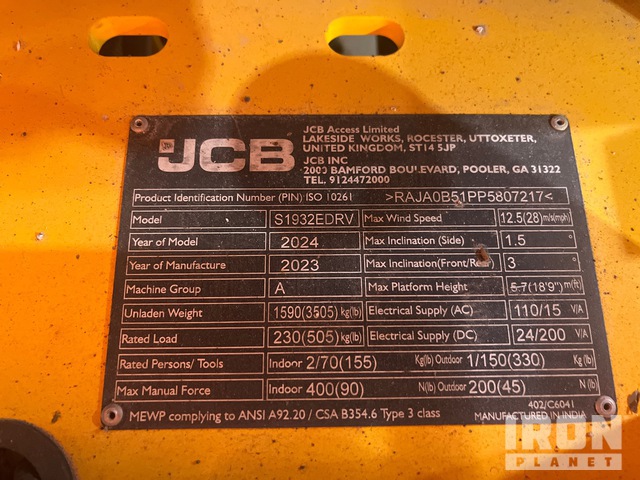 JCB
JCB Access Limited
LAKESIDE WORKS, ROCESTER, UTTOXETER,
UNITED KINGDOM, ST14 5JP
JCB INC
2000 BAMFORD BOULEVARD, POOLER, GA 31322
TEL. 9124472000
Product Identification Number (PIN) ISO 10261 >RAJA0B51PP5807217<
Model S1932EDRV Max Wind Speed 12.5(28) m/s(mph)
Year of Model 2024 Max Inclination (Side) 1.5 °
Year of Manufacture 2023 Max Inclination(Front/Rear) 3 °
Machine Group A Max Platform Height 5.7(18'9") m(ft)
Unladen Weight 1590(3505) kg(lb) Electrical Supply (AC) 110/15 V/A
Rated Load 230(505) kg(lb) Electrical Supply (DC) 24/200 V/A
Rated Persons/ Tools Indoor 2/70(155) Kg(lb) Outdoor 1/150(330) Kg (lb)
Max Manual Force Indoor 400(90) N(lb) Outdoor 200(45) N (lb)
402/C6041
MEWP complying to ANSI A92.20 / CSA B354.6 Type 3 class MANUFACTURED IN INDIA
IRON
PLANET